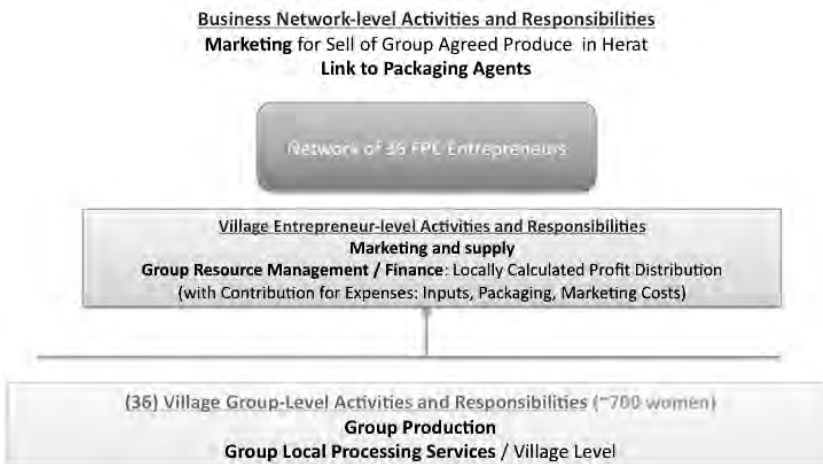 Business Network-level Activities and Responsibilities
Marketing for Sell of Group Agreed Produce in Herat
Link to Packaging Agents
Network of 36 FPC Entrepreneurs
Village Entrepreneur-level Activities and Responsibilities
Marketing and supply
Group Resource Management / Finance: Locally Calculated Profit Distribution
(with Contribution for Expenses: Inputs, Packaging, Marketing Costs)
(36) Village Group-Level Activities and Responsibilities (~700 women)
Group Production
Group Local Processing Services / Village Level